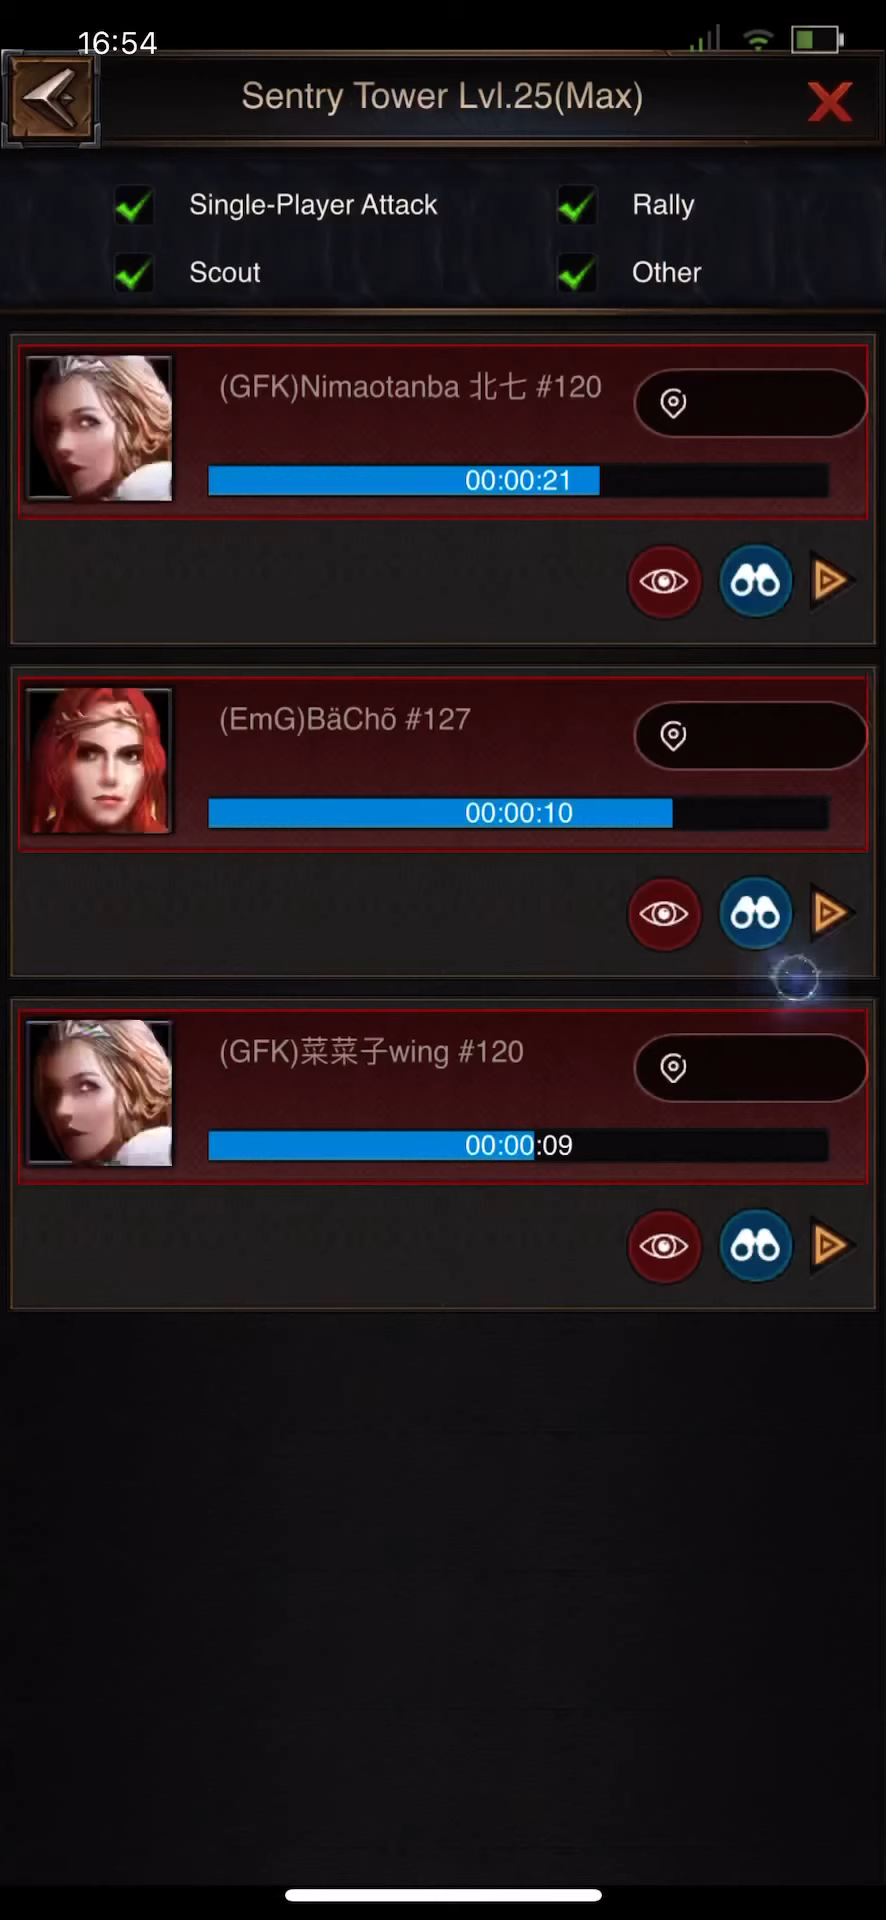 16:54
Sentry Tower Lvl.25(Max)
Single-Player Attack
Rally
Scout
Other
(GFK)Nimaotanba 北七 #120
00:00:21
(EmG)BäChõ #127
00:00:10
(GFK)菜菜子wing #120
00:00:09